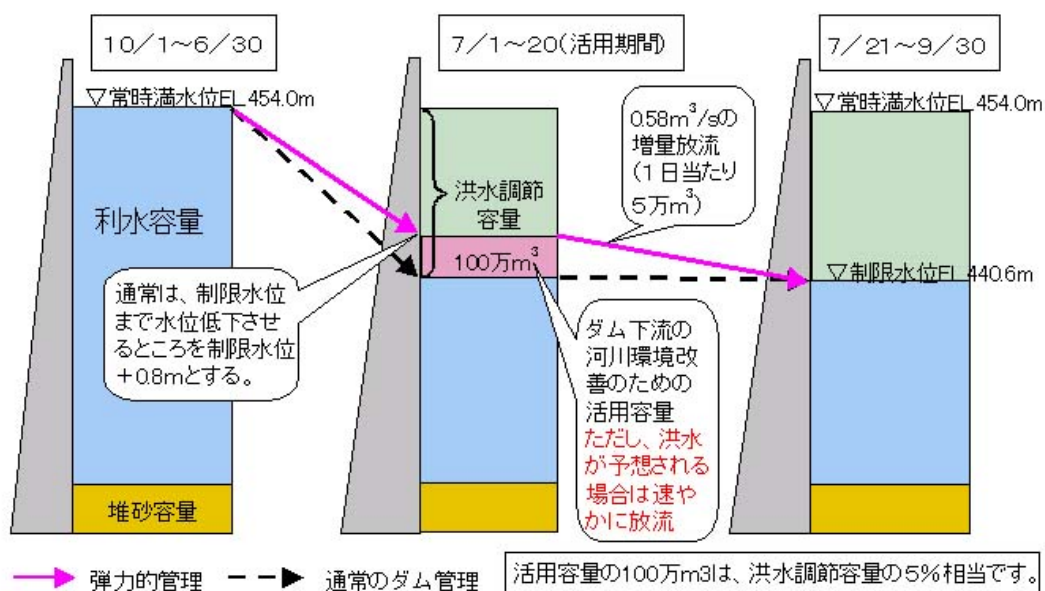 10/1～6/30
7/1～20(活用期間)
7/21～9/30
▽常時満水位EL 454.0m
利水容量
堆砂容量
通常は、制限水位
まで水位低下させ
るところを制限水位
＋0.8mとする。
洪水調節
容量
100万m³
0.58m³/sの
増量放流
(1日当たり
5万m³)
ダム下流の
河川環境改
善のための
活用容量
ただし、洪水
が予想される
場合は速や
かに放流
▽常時満水位EL 454.0m
▽制限水位EL 440.6m
弾力的管理
通常のダム管理
活用容量の100万m3は、洪水調節容量の5%相当です。